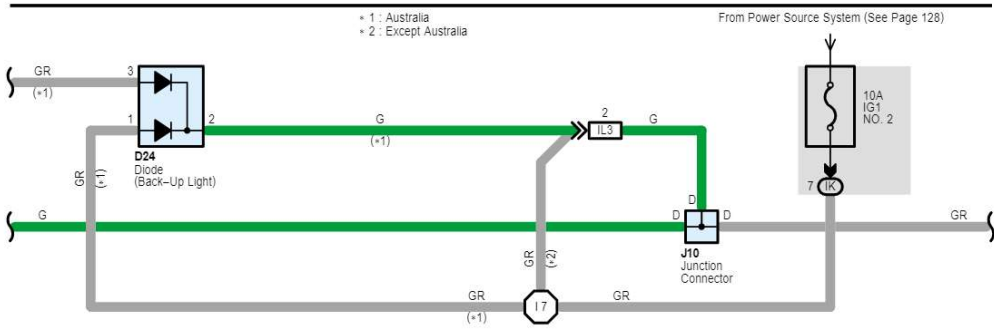 * 1 : Australia
* 2 : Except Australia
From Power Source System (See Page 128)
GR
(*1)
3
1
2
D24
Diode
(Back–Up Light)
GR
(*1)
G
(*1)
2
IL3
G
10A
IG1
NO. 2
7 IK
G
D
D
D
J10
Junction
Connector
GR
GR
(*2)
GR
(*1)
I7
GR